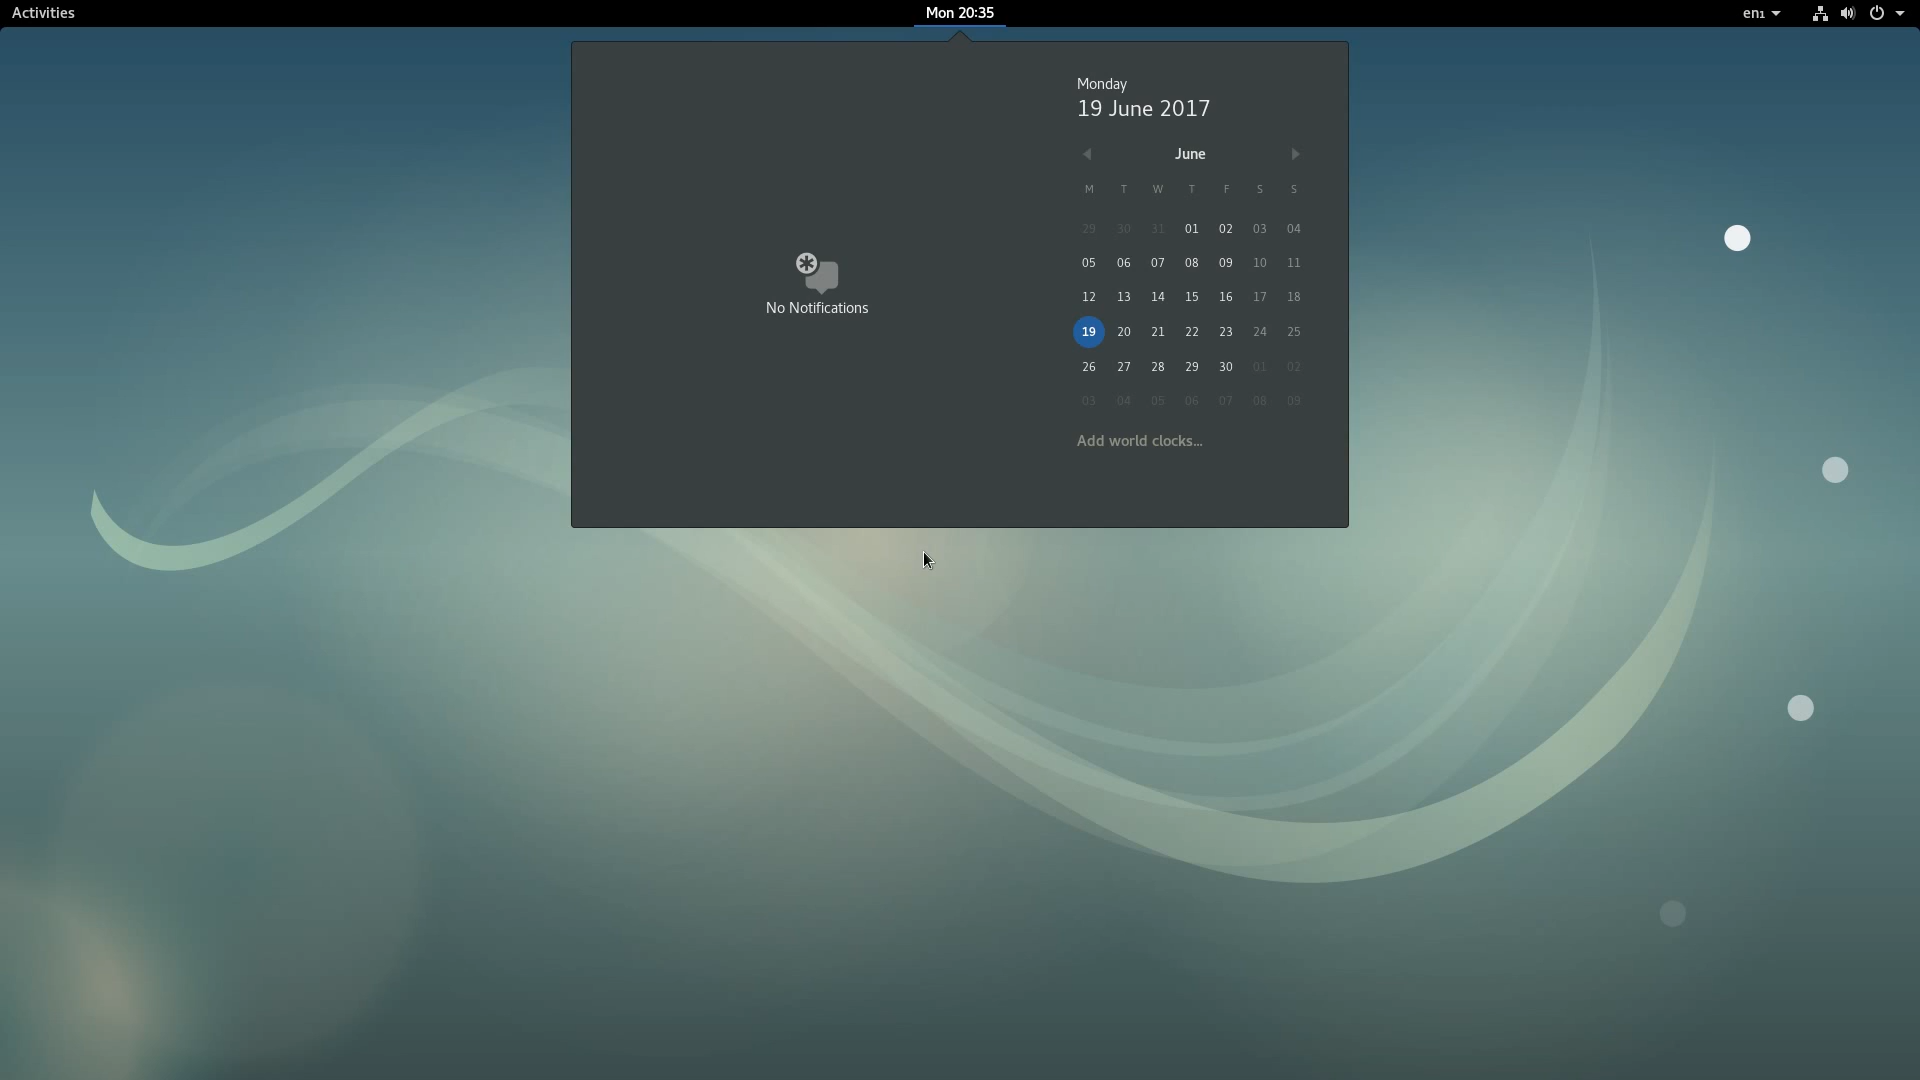 Activities
Mon 20:35
en₁
Monday
19 June 2017
June
M T W T F S S
29 30 31 01 02 03 04
05 06 07 08 09 10 11
12 13 14 15 16 17 18
19 20 21 22 23 24 25
26 27 28 29 30 01 02
03 04 05 06 07 08 09
No Notifications
Add world clocks…